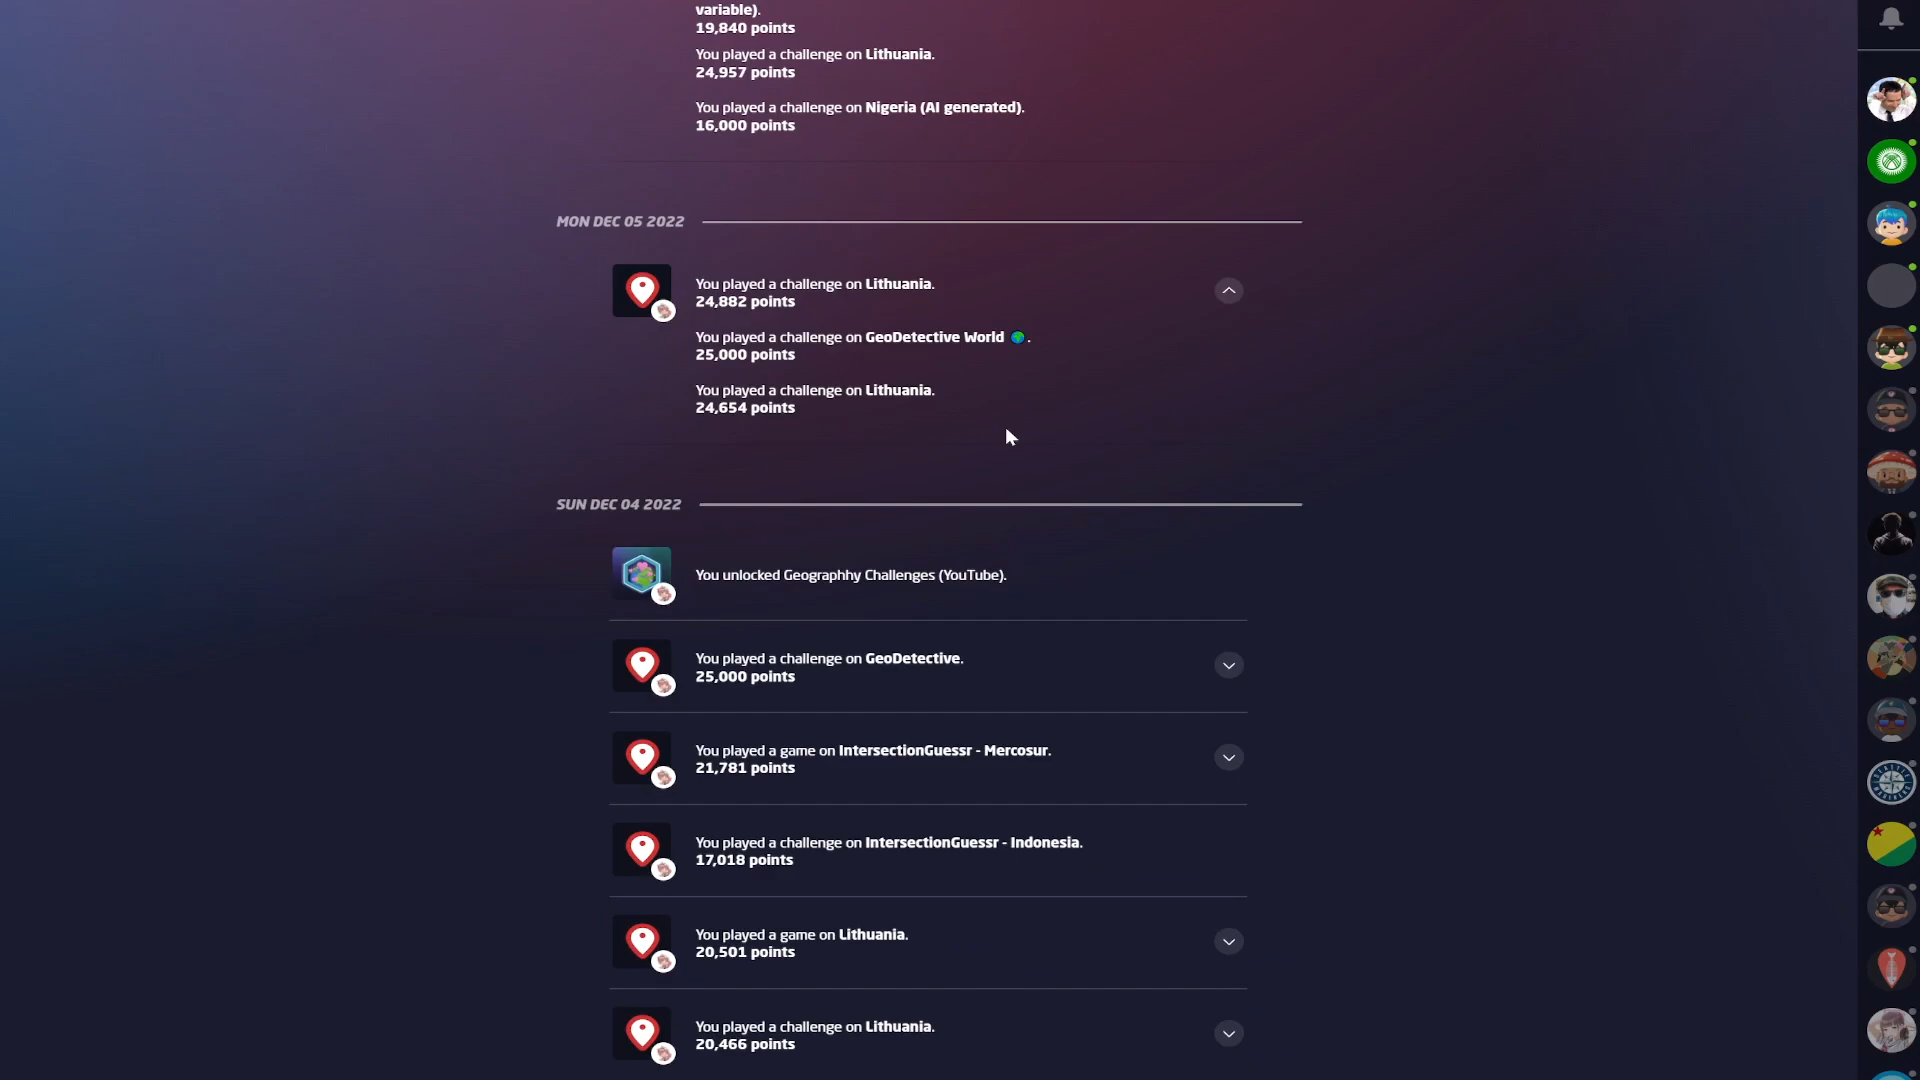 variable).
19,840 points
You played a challenge on Lithuania.
24,957 points
You played a challenge on Nigeria (AI generated).
16,000 points
MON DEC 05 2022
You played a challenge on Lithuania.
24,882 points
You played a challenge on GeoDetective World 🌍.
25,000 points
You played a challenge on Lithuania.
24,654 points
SUN DEC 04 2022
You unlocked Geographhy Challenges (YouTube).
You played a challenge on GeoDetective.
25,000 points
You played a game on IntersectionGuessr - Mercosur.
21,781 points
You played a challenge on IntersectionGuessr - Indonesia.
17,018 points
You played a game on Lithuania.
20,501 points
You played a challenge on Lithuania.
20,466 points